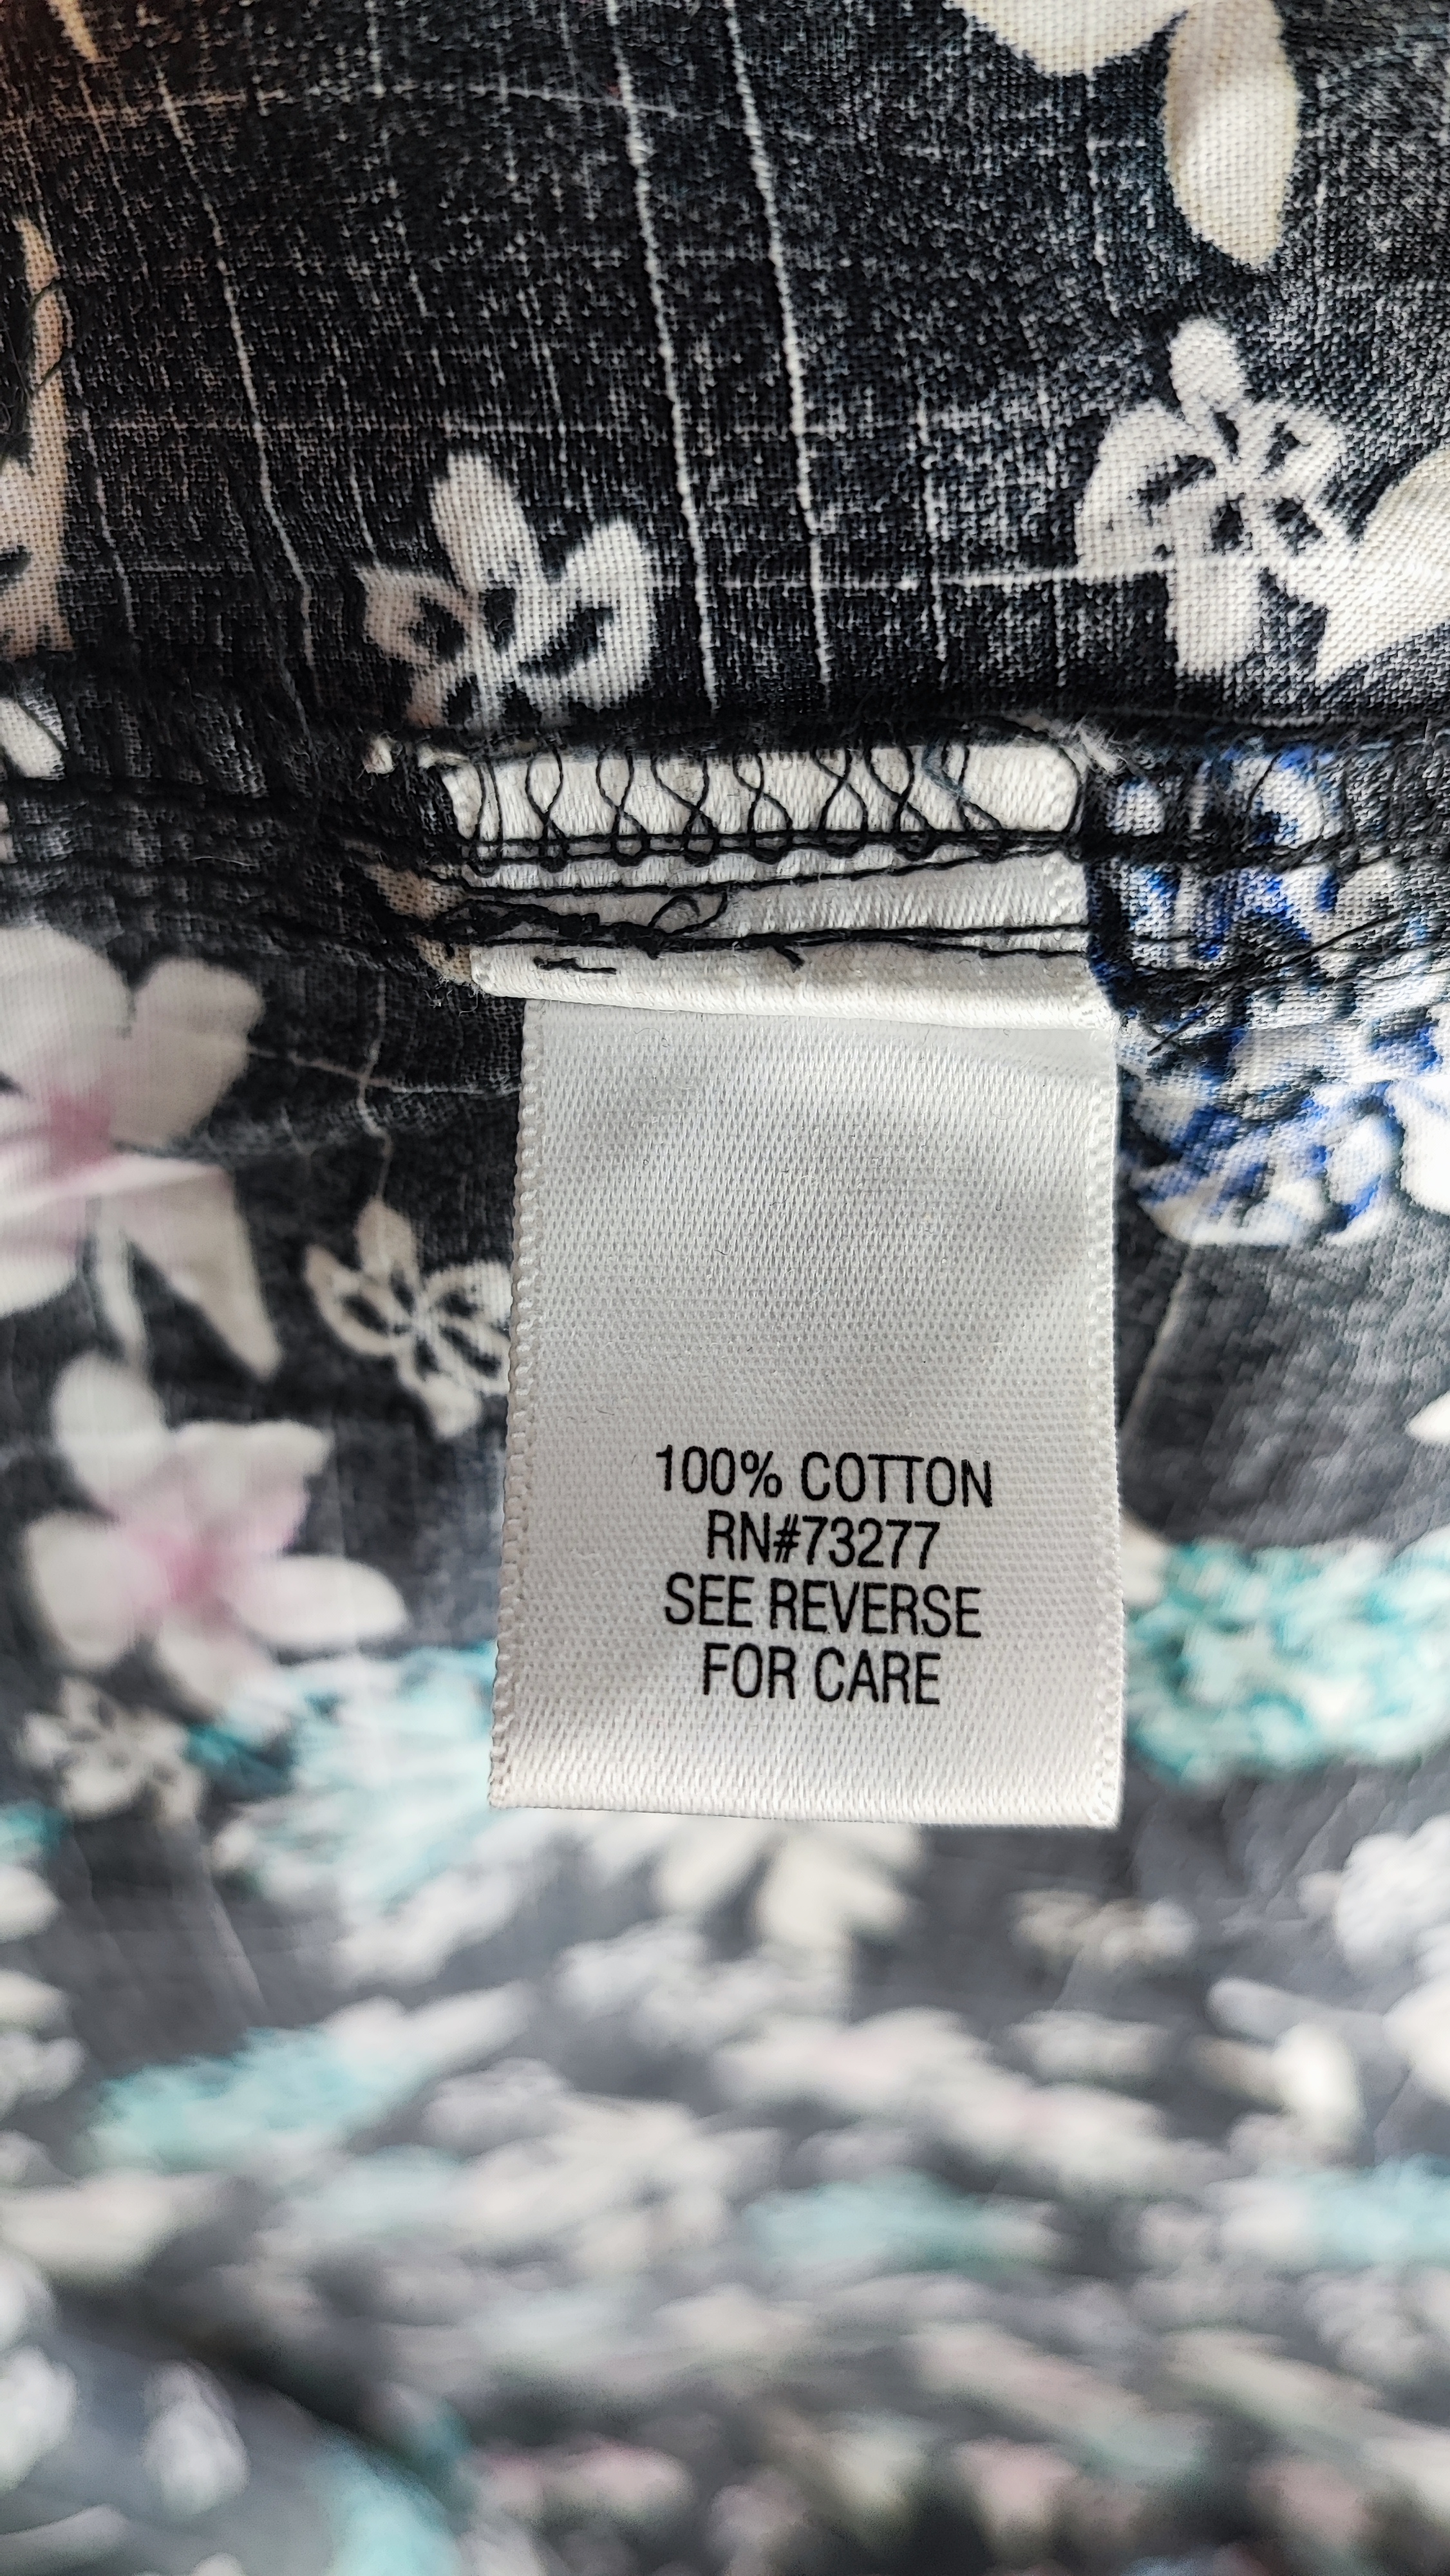 100% COTTON
RN#73277
SEE REVERSE
FOR CARE